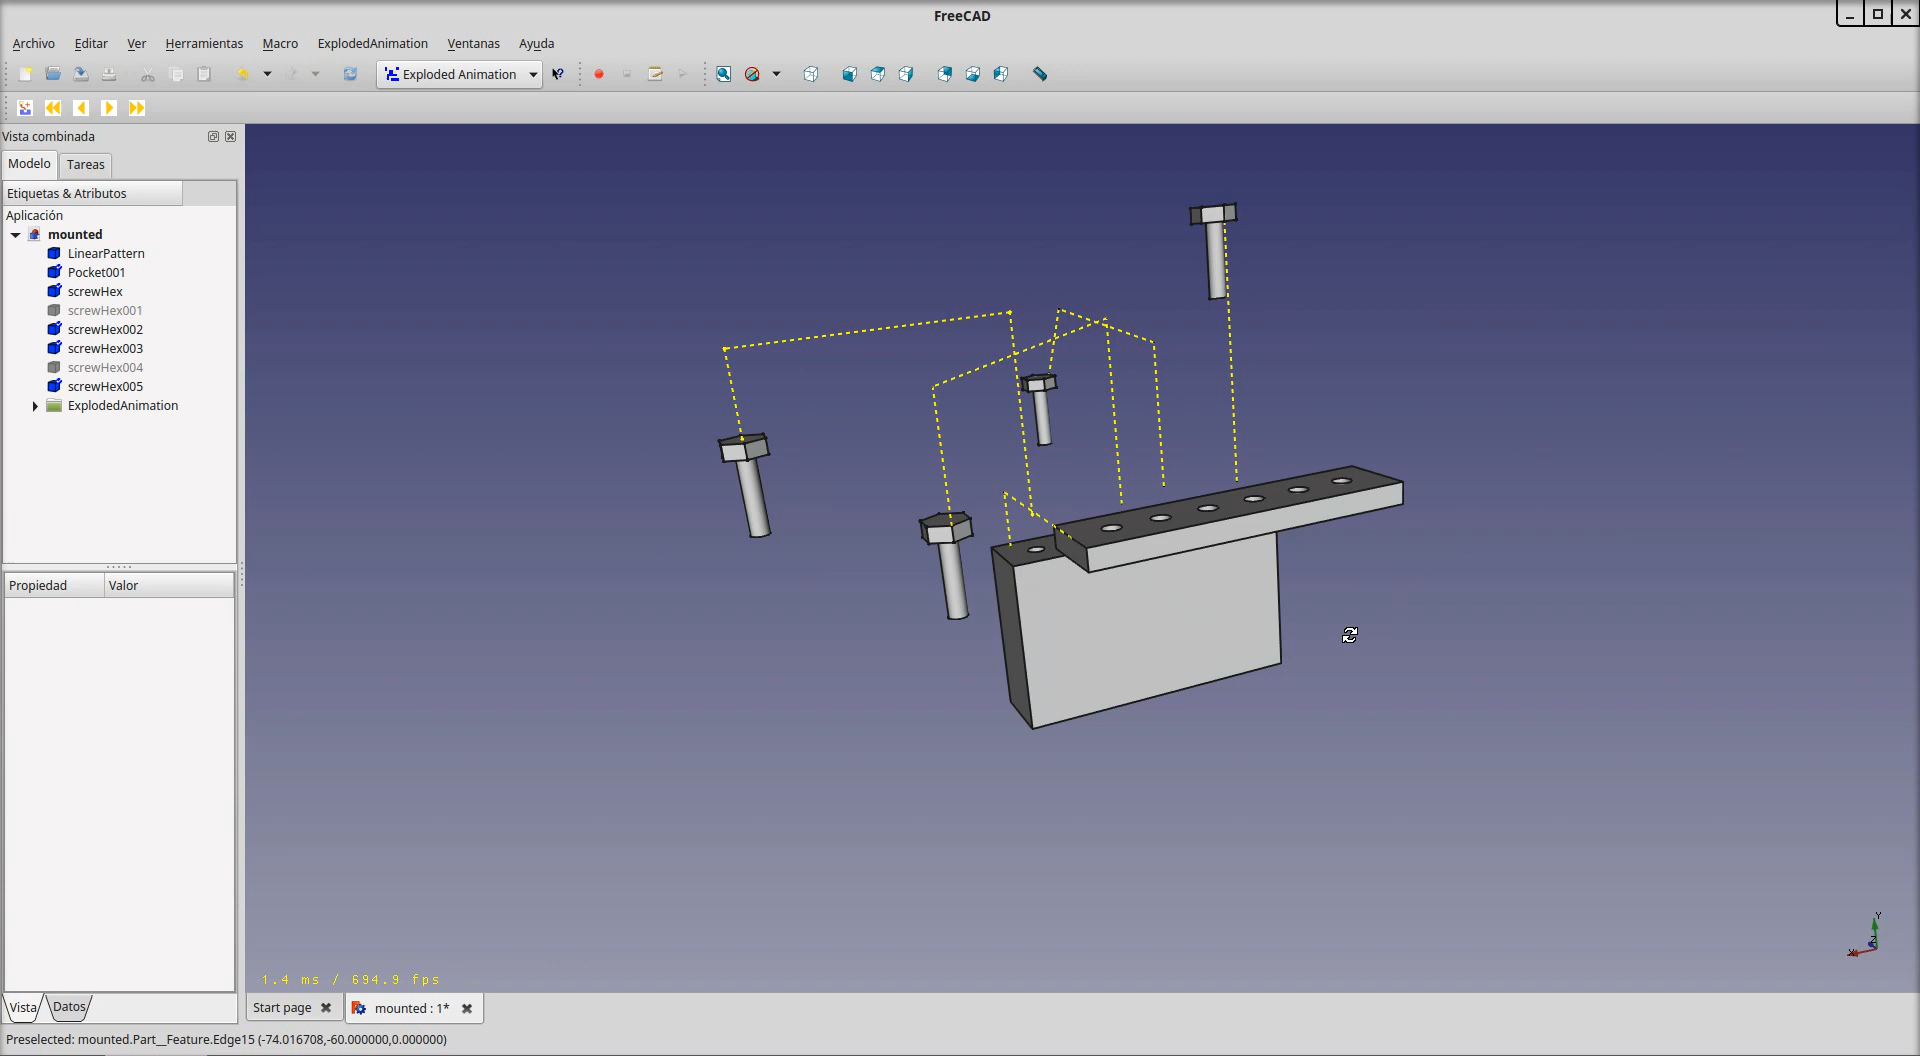 FreeCAD
Archivo Editar Ver Herramientas Macro ExplodedAnimation Ventanas Ayuda
Exploded Animation
Vista combinada
Modelo Tareas
Etiquetas & Atributos
Aplicación
mounted
LinearPattern
Pocket001
screwHex
screwHex001
screwHex002
screwHex003
screwHex004
screwHex005
ExplodedAnimation
Propiedad Valor
Y
Z
X
1.4 ms / 694.9 fps
Vista Datos
Start page mounted : 1*
Preselected: mounted.Part__Feature.Edge15 (-74.016708,-60.000000,0.000000)